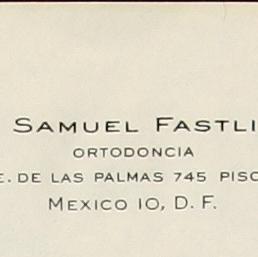 SAMUEL FASTLI
ORTODONCIA
E. DE LAS PALMAS 745 PISO
MEXICO 10, D. F.